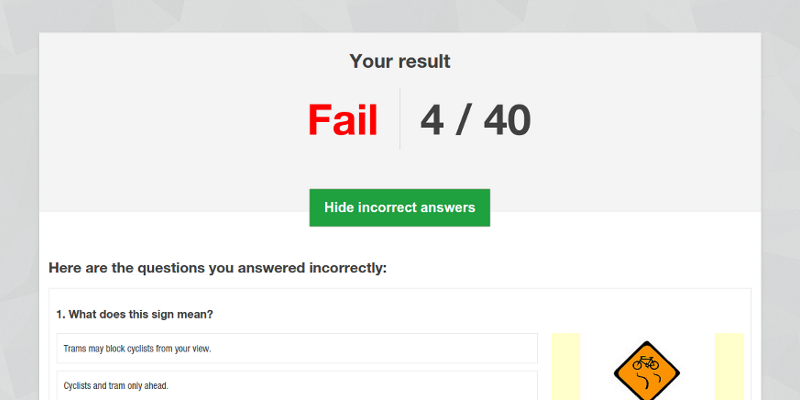 Your result
Fail
4 / 40
Hide incorrect answers
Here are the questions you answered incorrectly:
1. What does this sign mean?
Trams may block cyclists from your view.
Cyclists and tram only ahead.